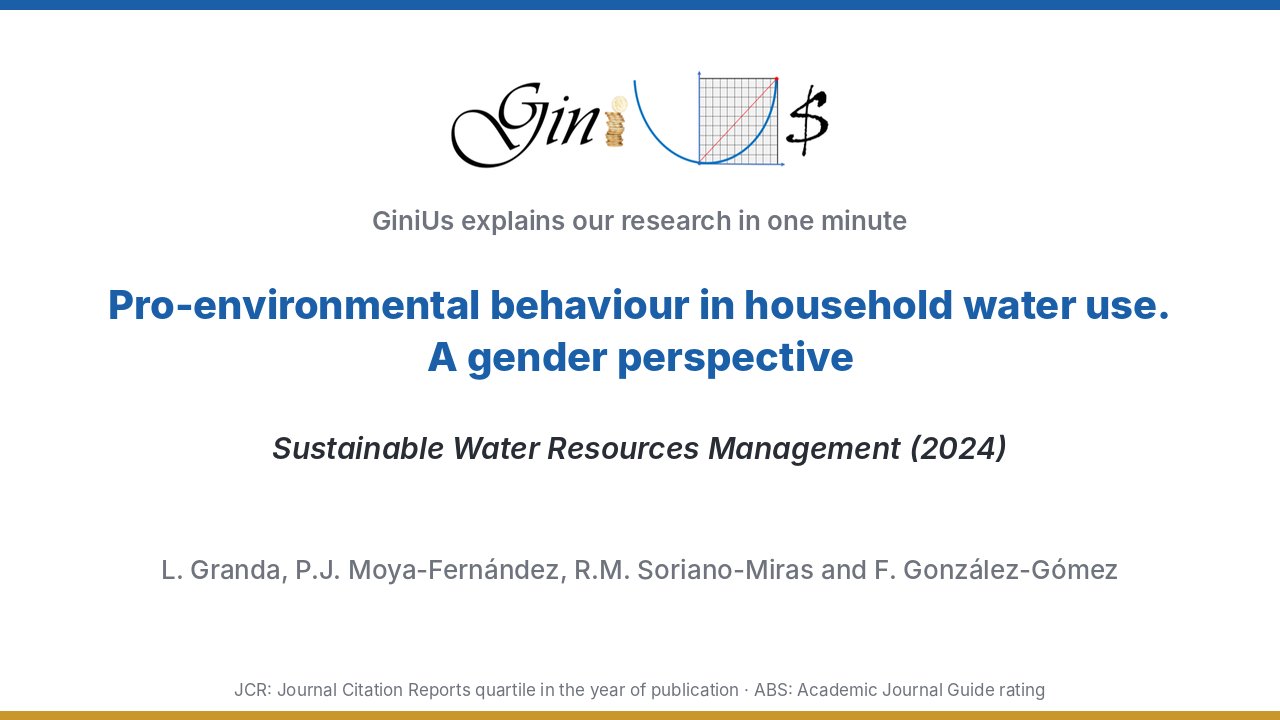 GiniU$
GiniUs explains our research in one minute
Pro-environmental behaviour in household water use.
A gender perspective
Sustainable Water Resources Management (2024)
L. Granda, P.J. Moya-Fernández, R.M. Soriano-Miras and F. González-Gómez
JCR: Journal Citation Reports quartile in the year of publication · ABS: Academic Journal Guide rating